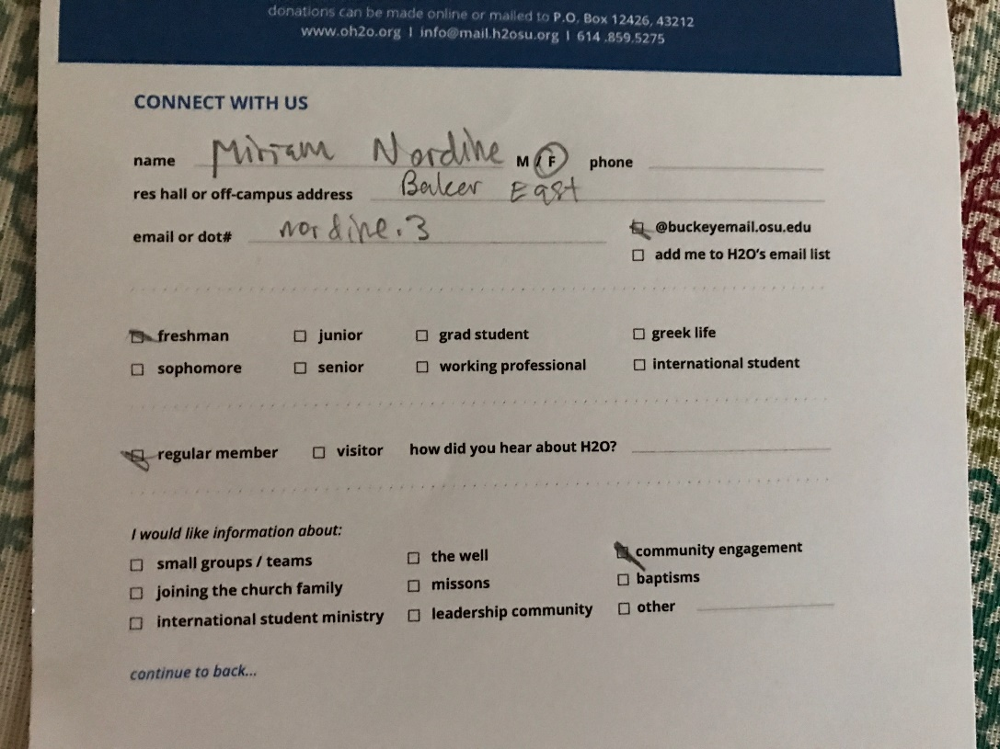 donations can be made online or mailed to P.O. Box 12426, 43212
www.oh2o.org | info@mail.h2osu.org | 614 .859.5275
CONNECT WITH US
name Miriam Nordine M / F phone
res hall or off-campus address Baker East
email or dot# nordine.3 @buckeyemail.osu.edu
add me to H2O's email list
freshman junior grad student greek life
sophomore senior working professional international student
regular member visitor how did you hear about H2O?
I would like information about:
small groups / teams the well community engagement
joining the church family missons baptisms
international student ministry leadership community other
continue to back...